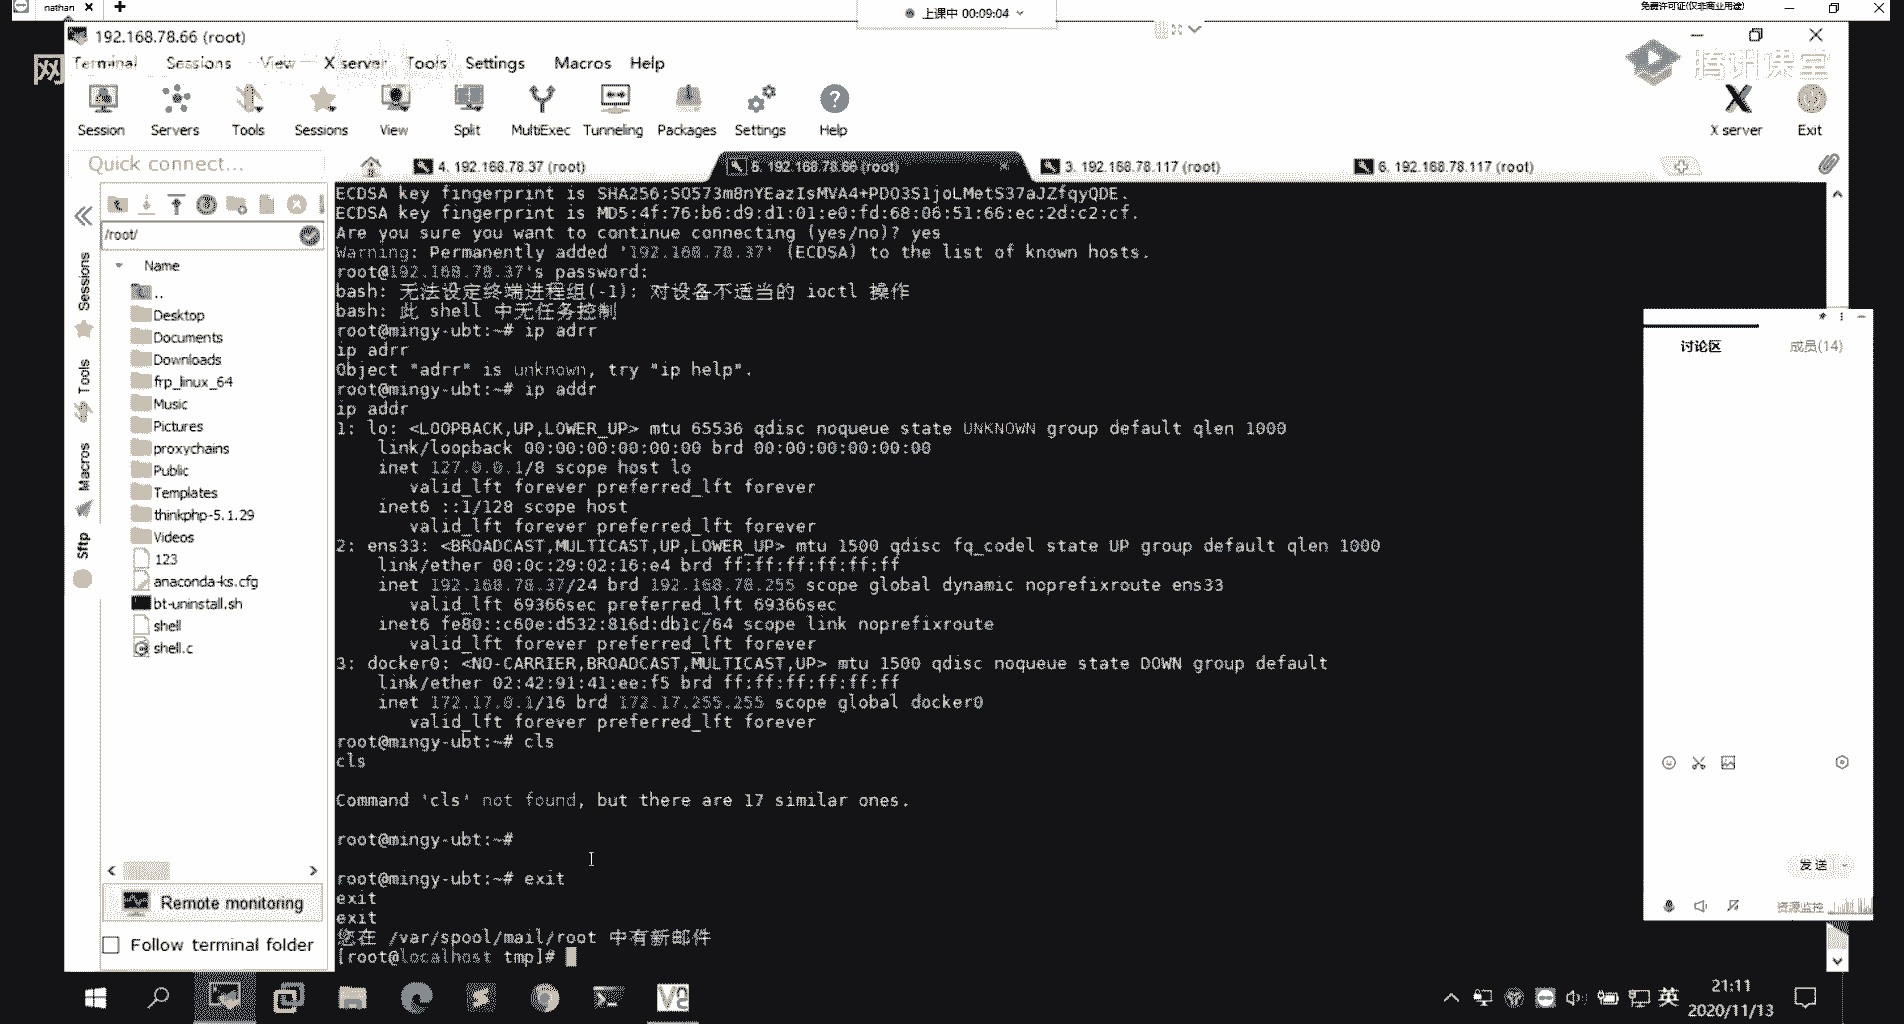 nathan
上课中 00:09:04
免费许可证(仅非商业用途)
192.168.78.66 (root)
网
Terminal Sessions View X server Tools Settings Macros Help
腾讯课堂
Session Servers Tools Sessions View Split MultiExec Tunneling Packages Settings Help X server Exit
Quick connect...
4. 192.168.78.37 (root)
5. 192.168.78.66 (root)
3. 192.168.78.117 (root)
6. 192.168.78.117 (root)
/root/
Name
..
Desktop
Documents
Downloads
frp_linux_64
Music
Pictures
proxychains
Public
Templates
thinkphp-5.1.29
Videos
123
anaconda-ks.cfg
bt-uninstall.sh
shell
shell.c
Sessions
Tools
Macros
Sftp
Remote monitoring
Follow terminal folder
ECDSA key fingerprint is SHA256:SO573m8nYEazIsMVA4+PDO3S1joLMetS37aJZfqyQDE.
ECDSA key fingerprint is MD5:4f:76:b6:d9:d1:01:e0:fd:68:06:51:66:ec:2d:c2:cf.
Are you sure you want to continue connecting (yes/no)? yes
Warning: Permanently added '192.168.78.37' (ECDSA) to the list of known hosts.
root@192.168.78.37's password:
bash: 无法设定终端进程组(-1): 对设备不适当的 ioctl 操作
bash: 此 shell 中无任务控制
root@mingy-ubt:~# ip adrr
ip adrr
Object "adrr" is unknown, try "ip help".
root@mingy-ubt:~# ip addr
ip addr
1: lo: <LOOPBACK,UP,LOWER_UP> mtu 65536 qdisc noqueue state UNKNOWN group default qlen 1000
link/loopback 00:00:00:00:00:00 brd 00:00:00:00:00:00
inet 127.0.0.1/8 scope host lo
valid_lft forever preferred_lft forever
inet6 ::1/128 scope host
valid_lft forever preferred_lft forever
2: ens33: <BROADCAST,MULTICAST,UP,LOWER_UP> mtu 1500 qdisc fq_codel state UP group default qlen 1000
link/ether 00:0c:29:02:16:e4 brd ff:ff:ff:ff:ff:ff
inet 192.168.78.37/24 brd 192.168.78.255 scope global dynamic noprefixroute ens33
valid_lft 69366sec preferred_lft 69366sec
inet6 fe80::c60e:d532:816d:db1c/64 scope link noprefixroute
valid_lft forever preferred_lft forever
3: docker0: <NO-CARRIER,BROADCAST,MULTICAST,UP> mtu 1500 qdisc noqueue state DOWN group default
link/ether 02:42:91:41:ee:f5 brd ff:ff:ff:ff:ff:ff
inet 172.17.0.1/16 brd 172.17.255.255 scope global docker0
valid_lft forever preferred_lft forever
root@mingy-ubt:~# cls
cls
Command 'cls' not found, but there are 17 similar ones.
root@mingy-ubt:~#
root@mingy-ubt:~# exit
exit
exit
您在 /var/spool/mail/root 中有新邮件
[root@localhost tmp]#
讨论区 成员(14)
发送
资源监控
英
21:11
2020/11/13